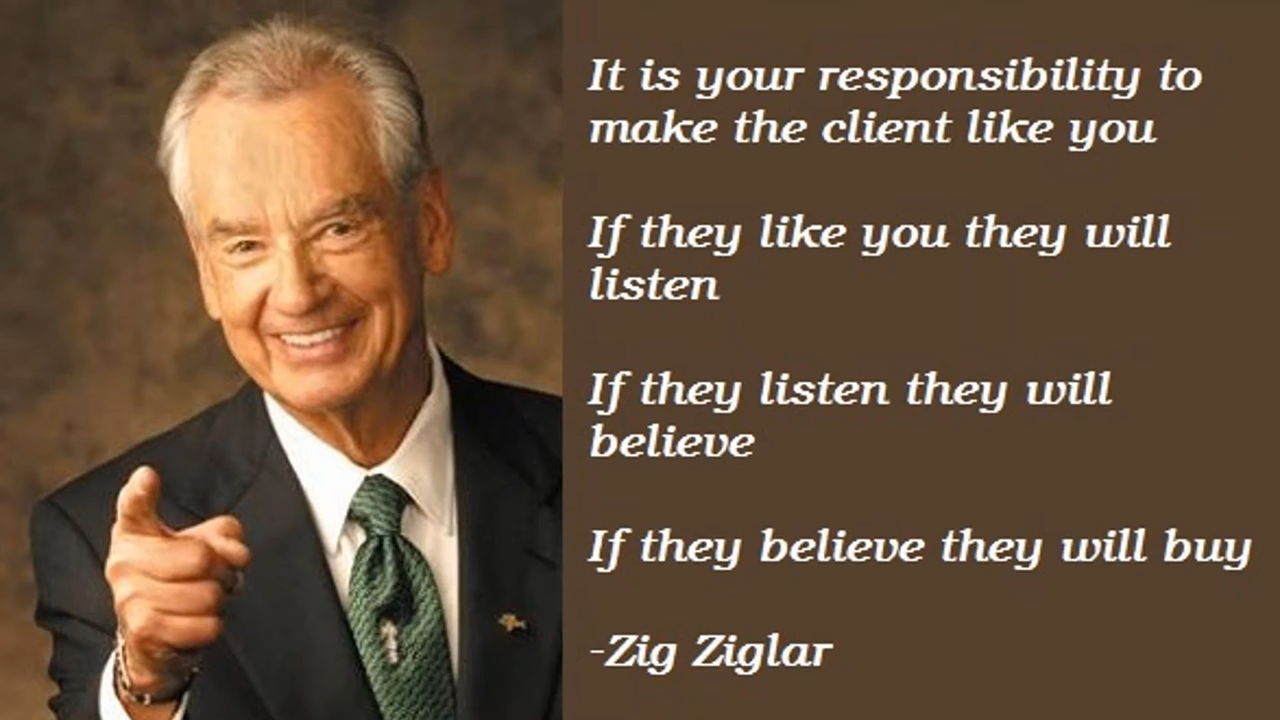 It is your responsibility to
make the client like you
If they like you they will
listen
If they listen they will
believe
If they believe they will buy
-Zig Ziglar